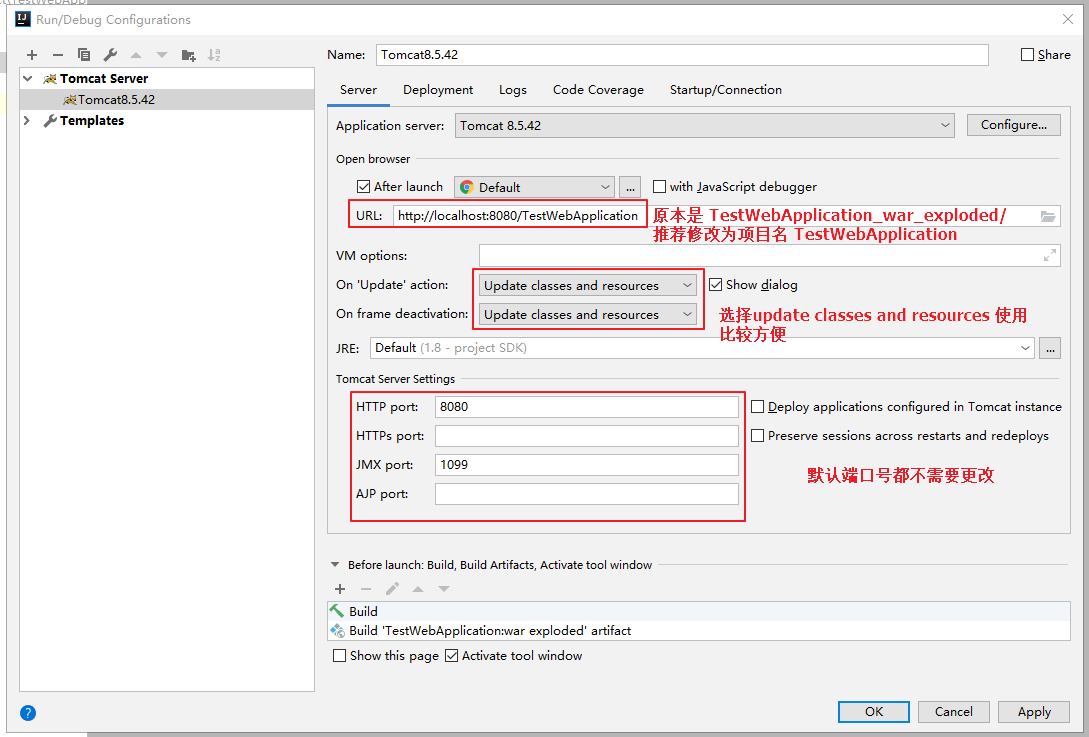 Run/Debug Configurations
Name: Tomcat8.5.42
Share
Tomcat Server
Tomcat8.5.42
Templates
Server Deployment Logs Code Coverage Startup/Connection
Application server: Tomcat 8.5.42 Configure...
Open browser
After launch Default ... with JavaScript debugger
URL: http://localhost:8080/TestWebApplication
原本是 TestWebApplication_war_exploded/
推荐修改为项目名 TestWebApplication
VM options:
On 'Update' action: Update classes and resources Show dialog
On frame deactivation: Update classes and resources
选择update classes and resources 使用
比较方便
JRE: Default (1.8 - project SDK) ...
Tomcat Server Settings
HTTP port: 8080 Deploy applications configured in Tomcat instance
HTTPs port: Preserve sessions across restarts and redeploys
JMX port: 1099
默认端口号都不需要更改
AJP port:
Before launch: Build, Build Artifacts, Activate tool window
Build
Build 'TestWebApplication:war exploded' artifact
Show this page Activate tool window
? OK Cancel Apply